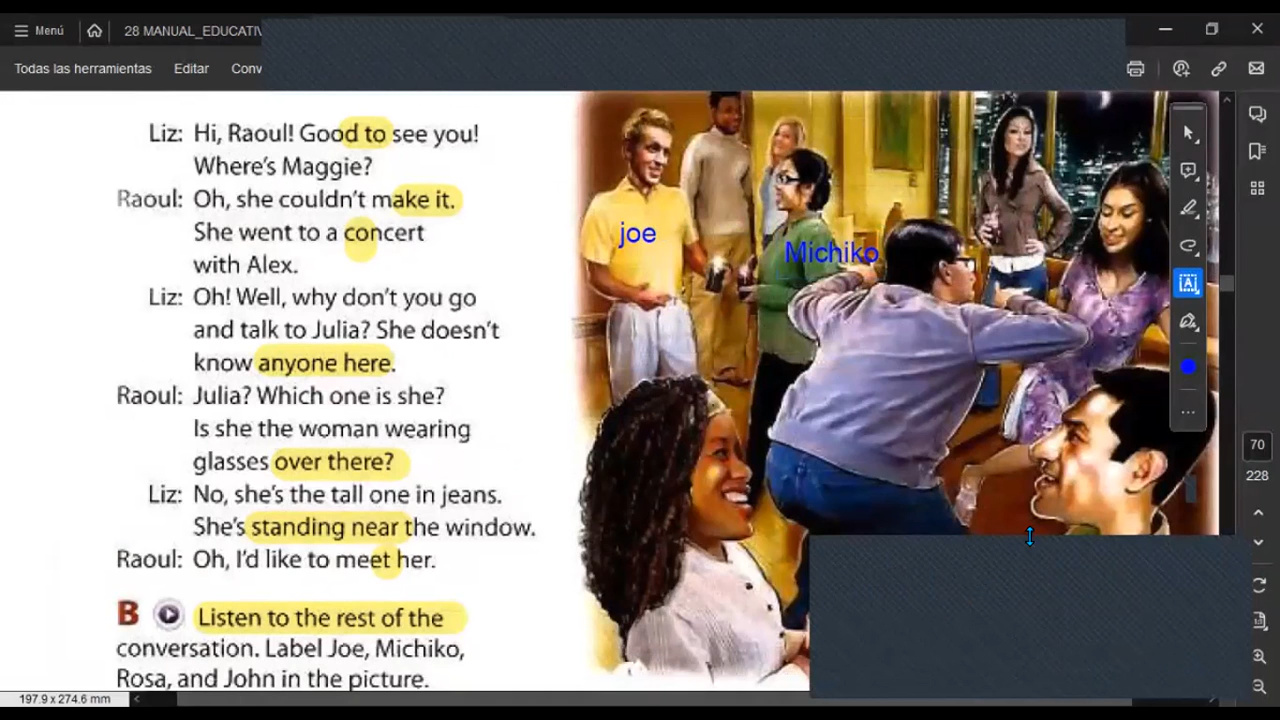 Menú
28 MANUAL_EDUCATIV
Todas las herramientas Editar Conv
Liz: Hi, Raoul! Good to see you!
Where's Maggie?
Raoul: Oh, she couldn't make it.
She went to a concert
with Alex.
Liz: Oh! Well, why don't you go
and talk to Julia? She doesn't
know anyone here.
Raoul: Julia? Which one is she?
Is she the woman wearing
glasses over there?
Liz: No, she's the tall one in jeans.
She's standing near the window.
Raoul: Oh, I'd like to meet her.
B Listen to the rest of the
conversation. Label Joe, Michiko,
Rosa, and John in the picture.
joe
Michiko
A
70
228
197.9 x 274.6 mm